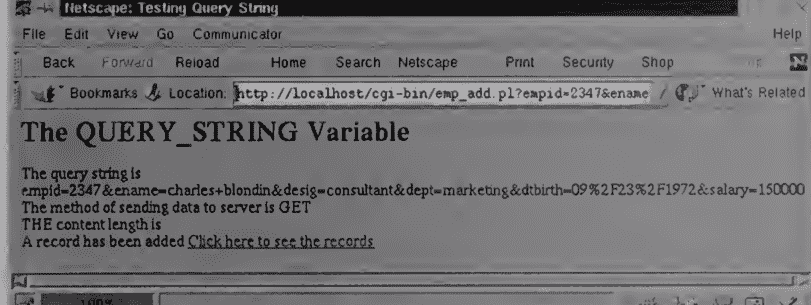 Netscape: Testing Query String
File Edit View Go Communicator Help
Back Forward Reload Home Search Netscape Print Security Shop
Bookmarks Location: http://localhost/cgi-bin/emp_add.pl?empid=2347&ename What's Related
The QUERY_STRING Variable
The query string is
empid=2347&ename=charles+blondin&desig=consultant&dept=marketing&dtbirth=09%2F23%2F1972&salary=150000
The method of sending data to server is GET
THE content length is
A record has been added Click here to see the records
100%